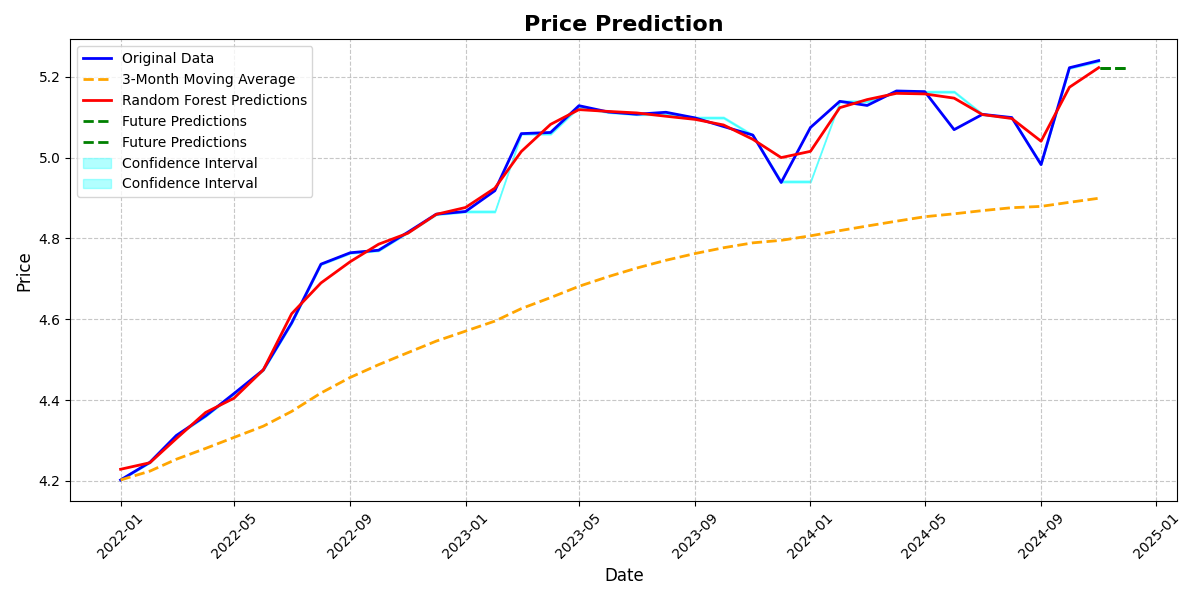 Price Prediction
Original Data
3-Month Moving Average
Random Forest Predictions
Future Predictions
Future Predictions
Confidence Interval
Confidence Interval
Price
5.2
5.0
4.8
4.6
4.4
4.2
2022-01
2022-05
2022-09
2023-01
2023-05
2023-09
2024-01
2024-05
2024-09
2025-01
Date